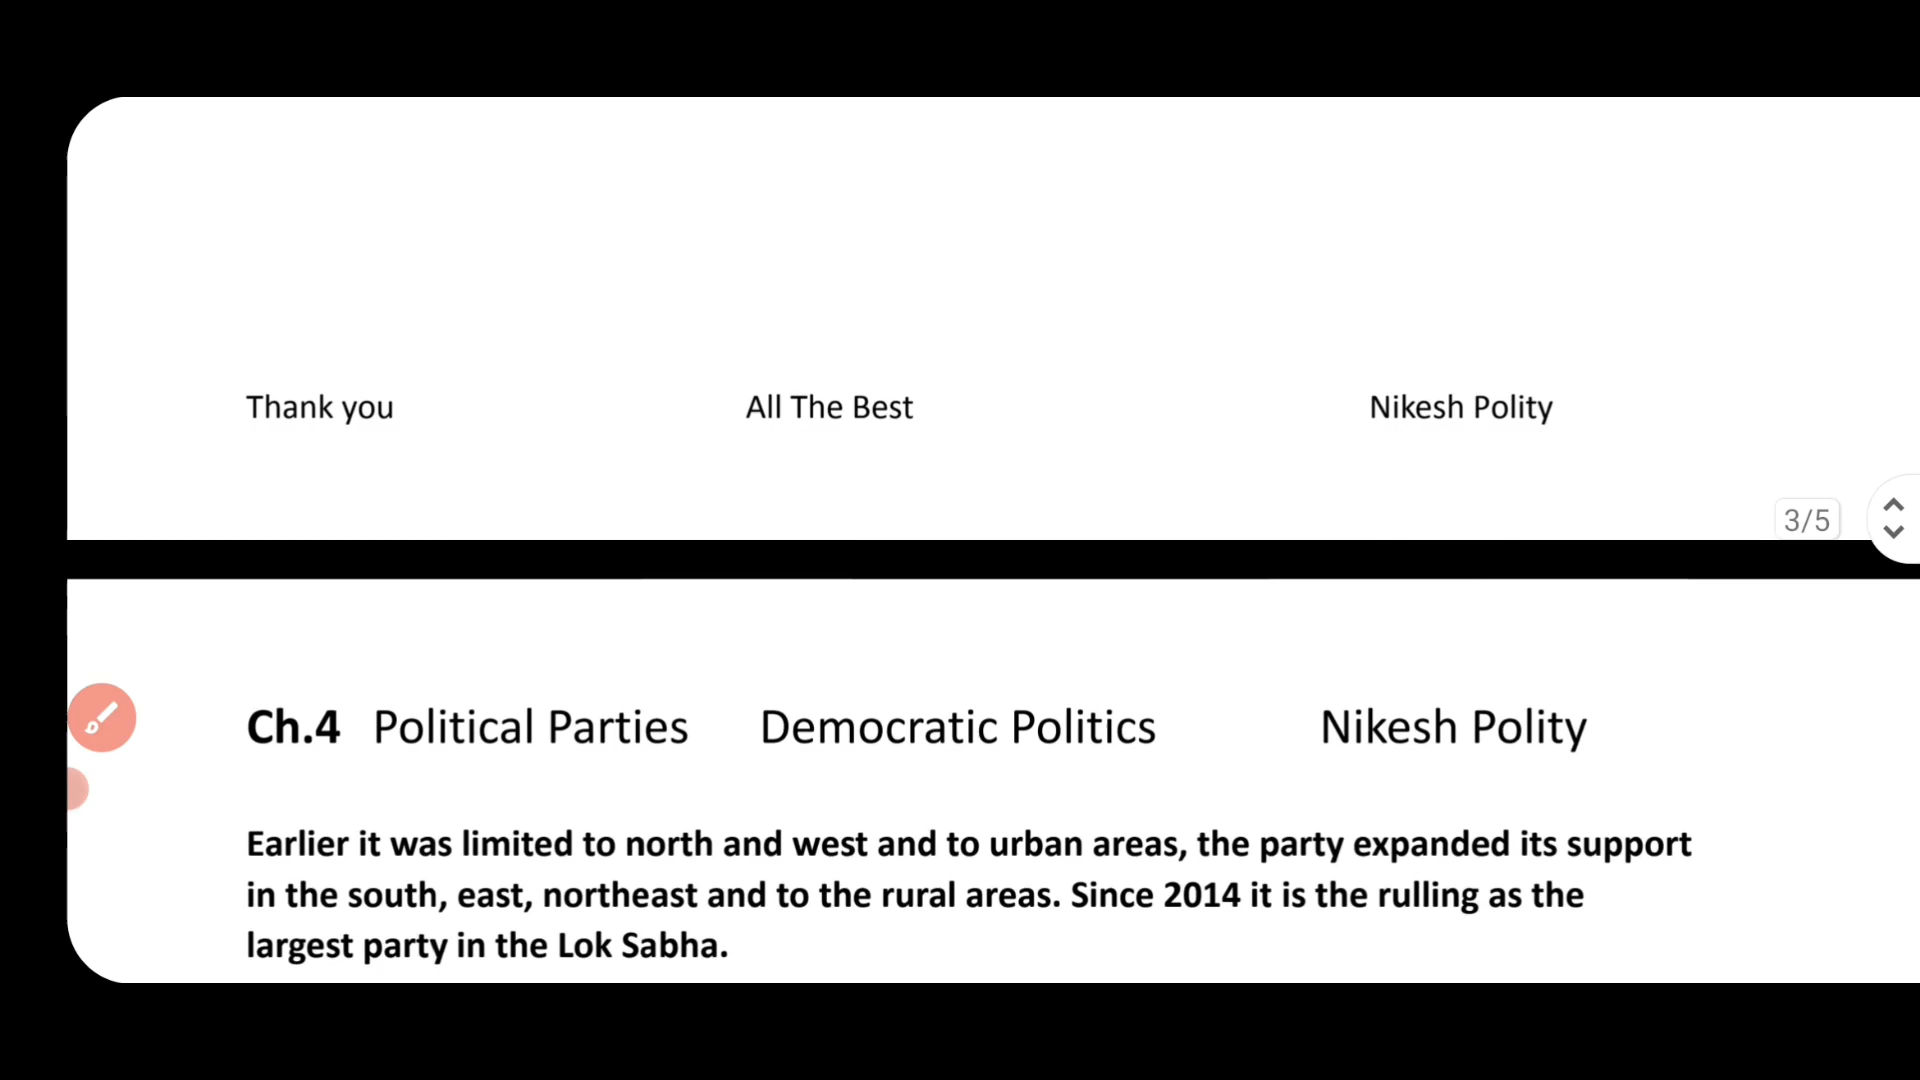 Thank you All The Best Nikesh Polity
3/5
Ch.4 Political Parties Democratic Politics Nikesh Polity
Earlier it was limited to north and west and to urban areas, the party expanded its support
in the south, east, northeast and to the rural areas. Since 2014 it is the rulling as the
largest party in the Lok Sabha.